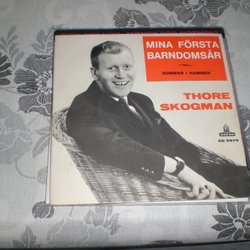 MINA FÖRSTA
BARNDOMSÅR
SOMMAR I HAMNEN
THORE
SKOGMAN